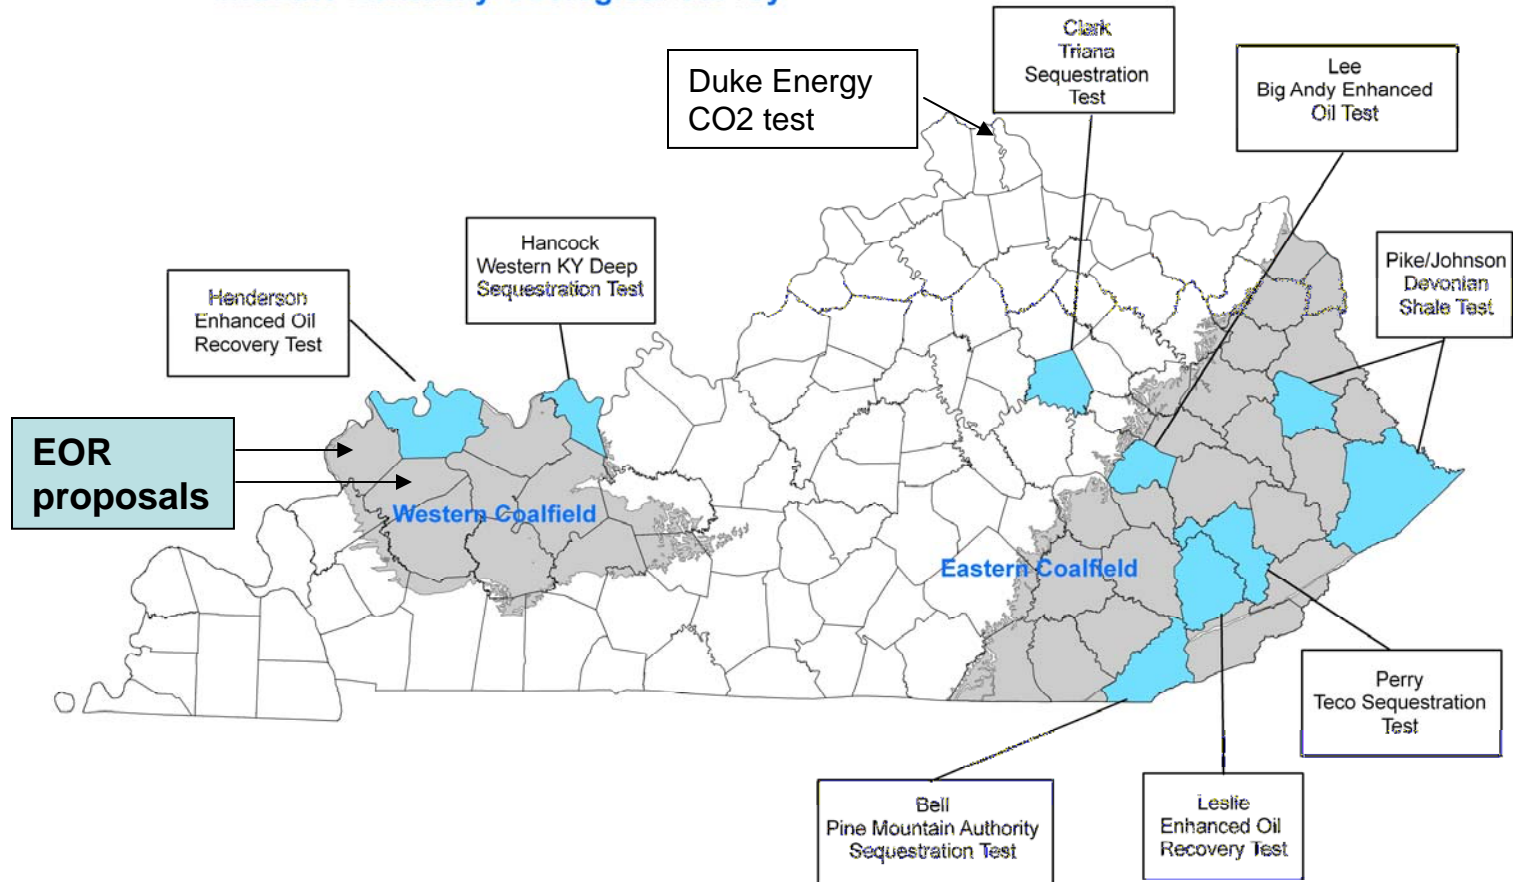 Duke Energy
CO2 test
Clark
Triana
Sequestration
Test
Lee
Big Andy Enhanced
Oil Test
Hancock
Western KY Deep
Sequestration Test
Pike/Johnson
Devonian
Shale Test
Henderson
Enhanced Oil
Recovery Test
EOR
proposals
Western Coalfield
Eastern Coalfield
Perry
Teco Sequestration
Test
Bell
Pine Mountain Authority
Sequestration Test
Leslie
Enhanced Oil
Recovery Test